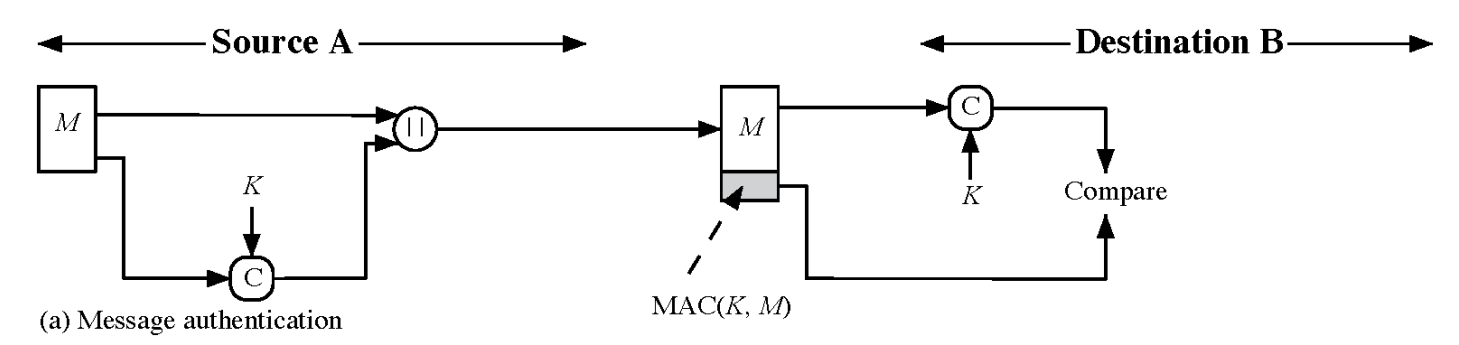 Source A
Destination B
M
||
M
C
K
K
Compare
C
MAC(K, M)
(a) Message authentication